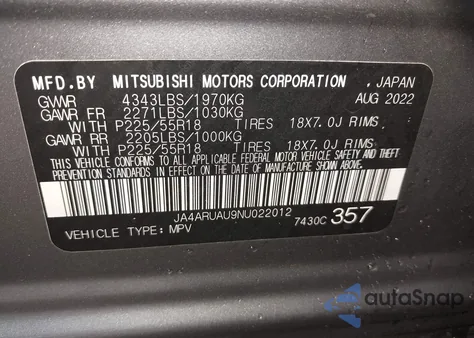 MFD.BY MITSUBISHI MOTORS CORPORATION , JAPAN
GVWR 4343LBS/1970KG AUG 2022
GAWR FR 2271LBS/1030KG
WITH P225/55R18 TIRES 18X7.0J RIMS
GAWR RR 2205LBS/1000KG
WITH P225/55R18 TIRES 18X7.0J RIMS
THIS VEHICLE CONFORMS TO ALL APPLICABLE FEDERAL MOTOR VEHICLE SAFETY AND THEFT
PREVENTION STANDARDS IN EFFECT ON THE DATE OF MANUFACTURE SHOWN ABOVE.
JA4ARUAU9NU022012
VEHICLE TYPE: MPV 7430C 357
autoSnap